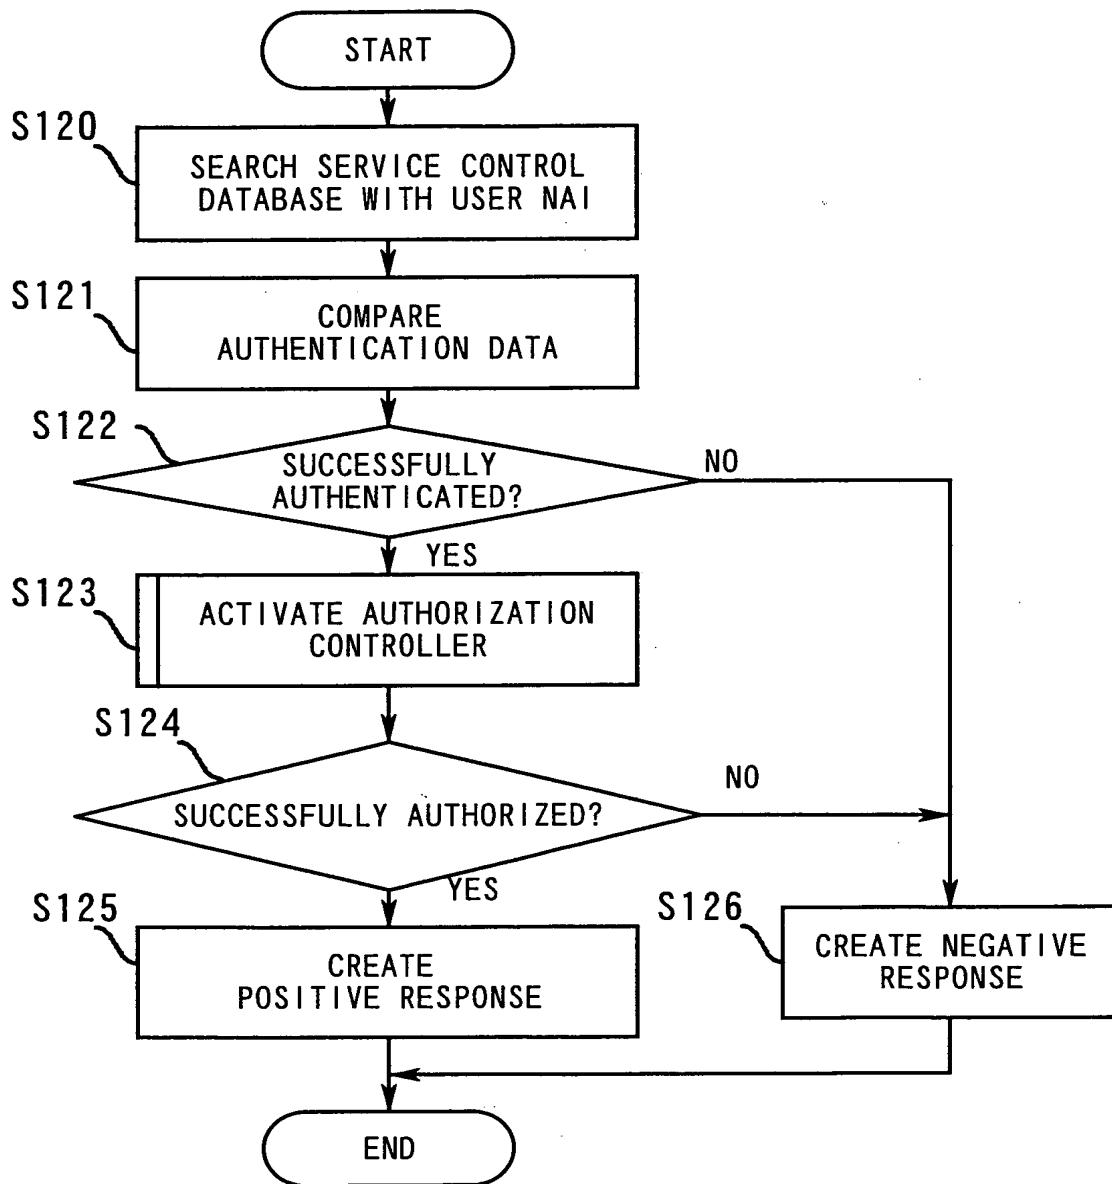 START
S120
SEARCH SERVICE CONTROL
DATABASE WITH USER NAI
S121
COMPARE
AUTHENTICATION DATA
S122
SUCCESSFULLY
AUTHENTICATED?
NO
YES
S123
ACTIVATE AUTHORIZATION
CONTROLLER
S124
SUCCESSFULLY AUTHORIZED?
NO
YES
S125
CREATE
POSITIVE RESPONSE
S126
CREATE NEGATIVE
RESPONSE
END